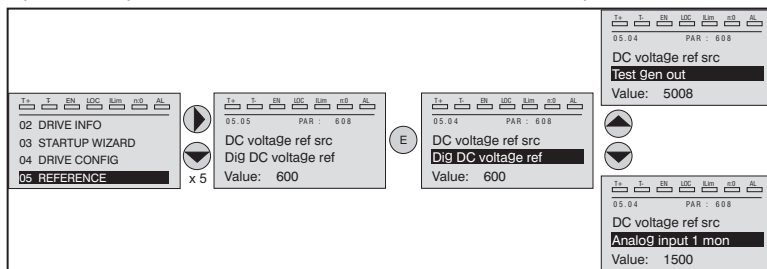 T+ T- EN LOC ILim n:0 AL
02 DRIVE INFO
03 STARTUP WIZARD
04 DRIVE CONFIG
05 REFERENCE
x 5
T+ T- EN LOC ILim n:0 AL
05.05 PAR : 608
DC voltage ref src
Dig DC voltage ref
Value: 600
E
T+ T- EN LOC ILim n:0 AL
05.04 PAR : 608
DC voltage ref src
Dig DC voltage ref
Value: 600
T+ T- EN LOC ILim n:0 AL
05.04 PAR : 608
DC voltage ref src
Test gen out
Value: 5008
T+ T- EN LOC ILim n:0 AL
05.04 PAR : 608
DC voltage ref src
Analog input 1 mon
Value: 1500